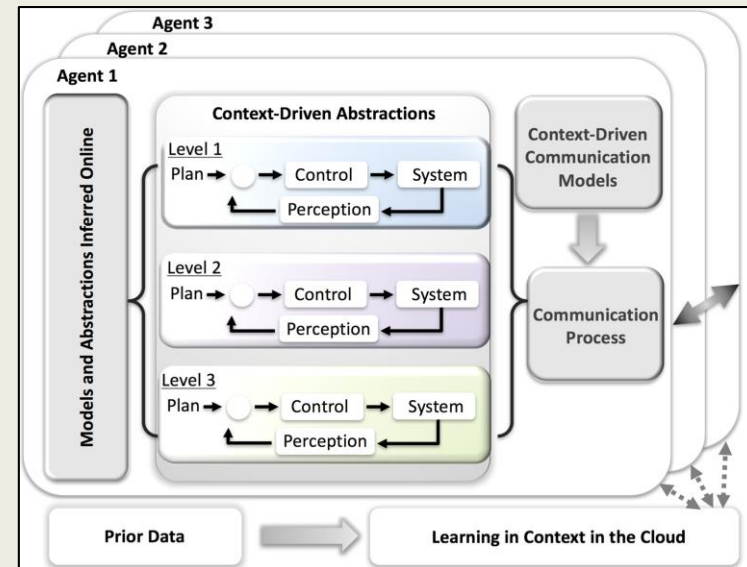 Agent 3
Agent 2
Agent 1
Models and Abstractions Inferred Online
Context-Driven Abstractions
Level 1
Plan
Control
System
Perception
Level 2
Plan
Control
System
Perception
Level 3
Plan
Control
System
Perception
Context-Driven
Communication
Models
Communication
Process
Prior Data
Learning in Context in the Cloud